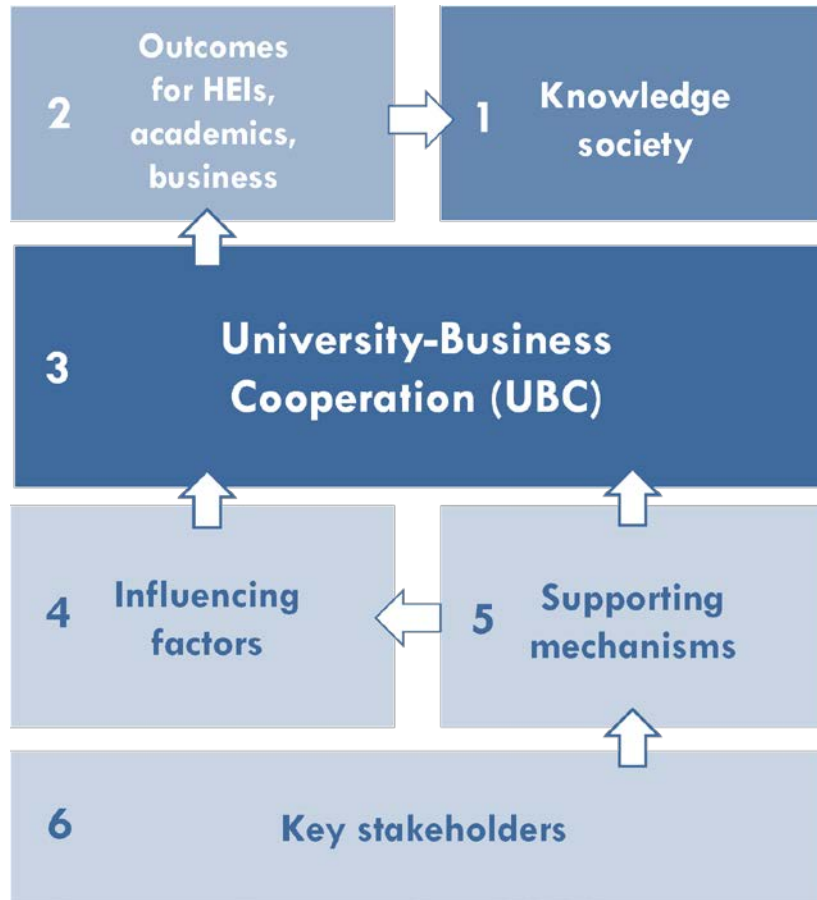 2
Outcomes
for HEIs,
academics,
business
1
Knowledge
society
3
University-Business
Cooperation (UBC)
4
Influencing
factors
5
Supporting
mechanisms
6
Key stakeholders